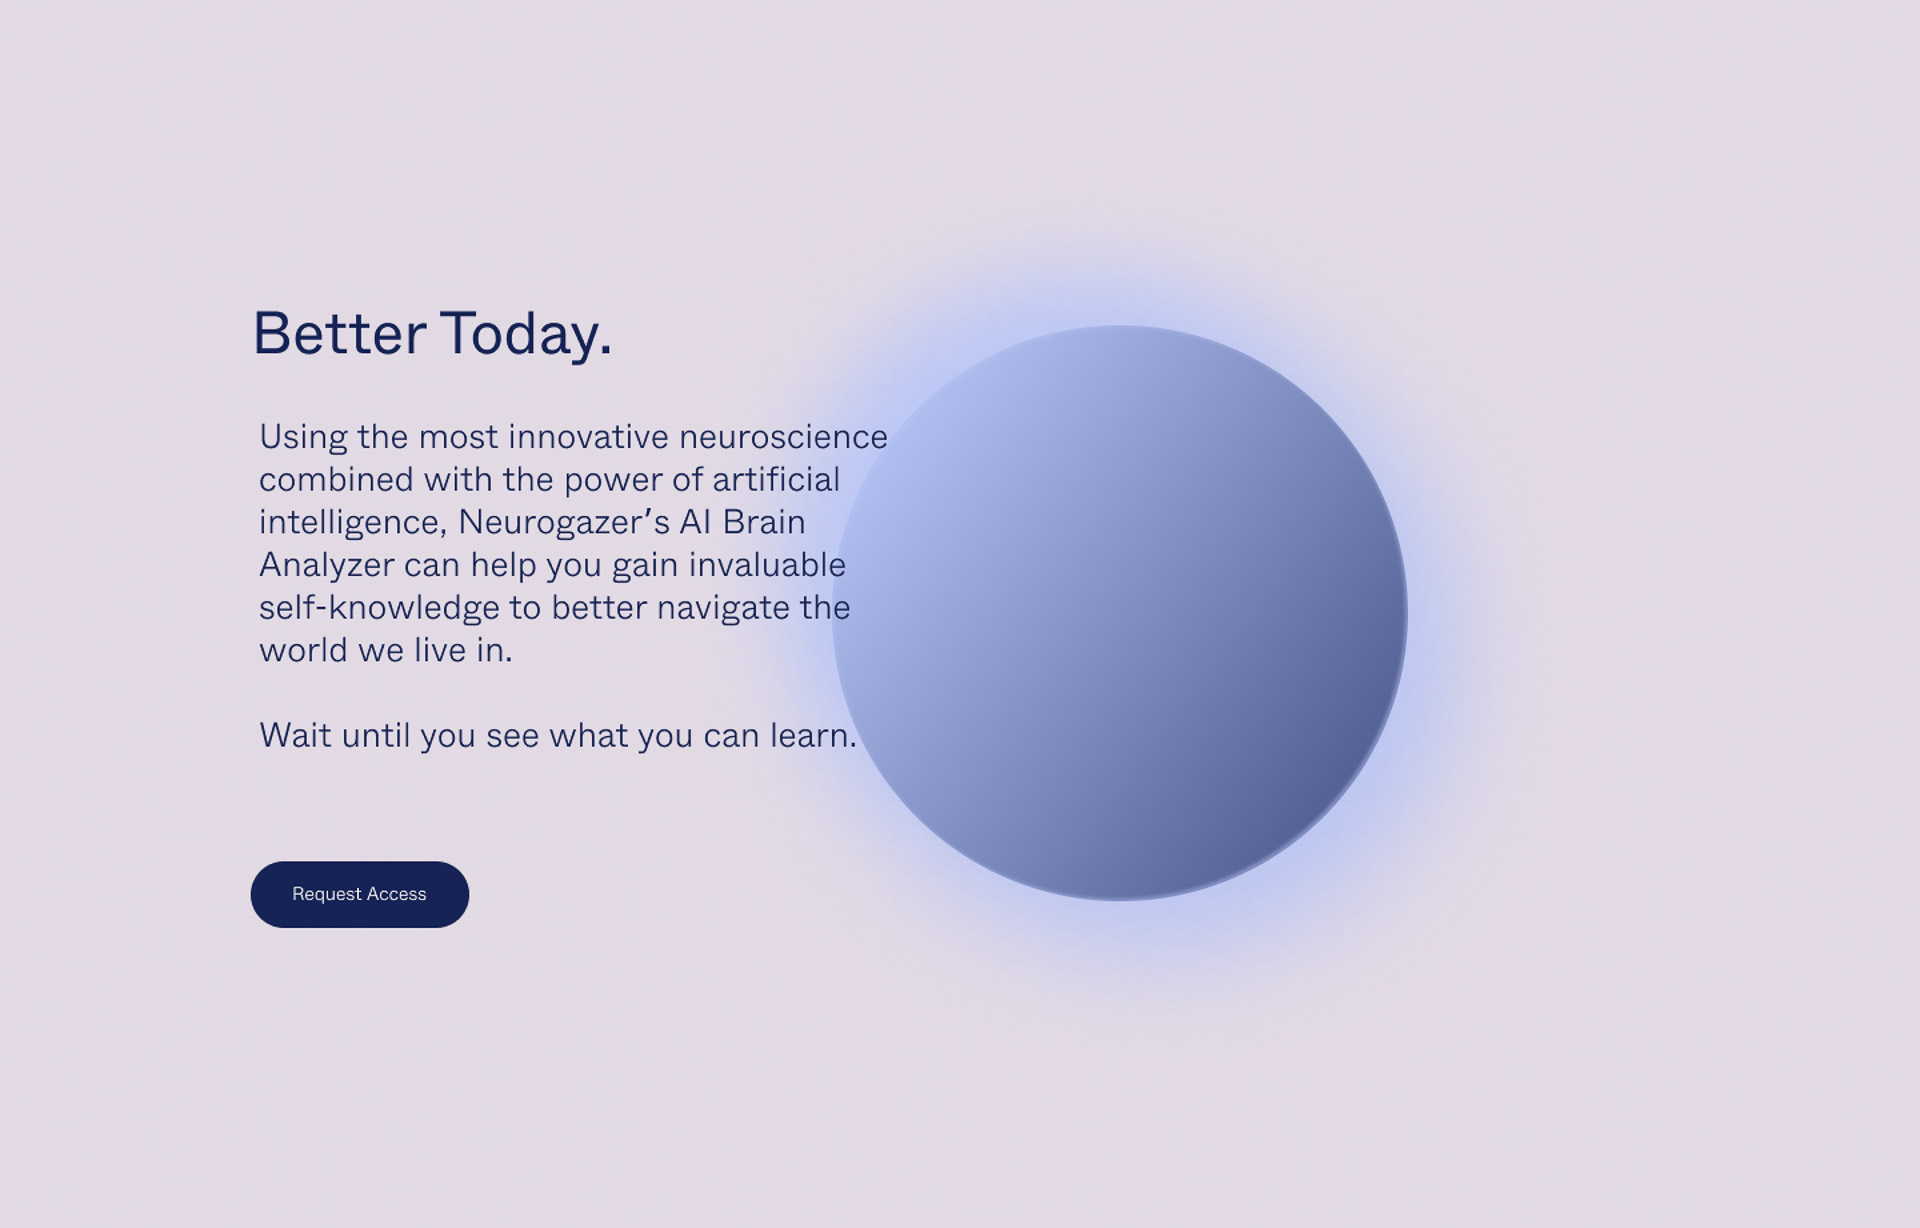 Better Today.
Using the most innovative neuroscience
combined with the power of artificial
intelligence, Neurogazer′s AI Brain
Analyzer can help you gain invaluable
self-knowledge to better navigate the
world we live in.
Wait until you see what you can learn.
Request Access